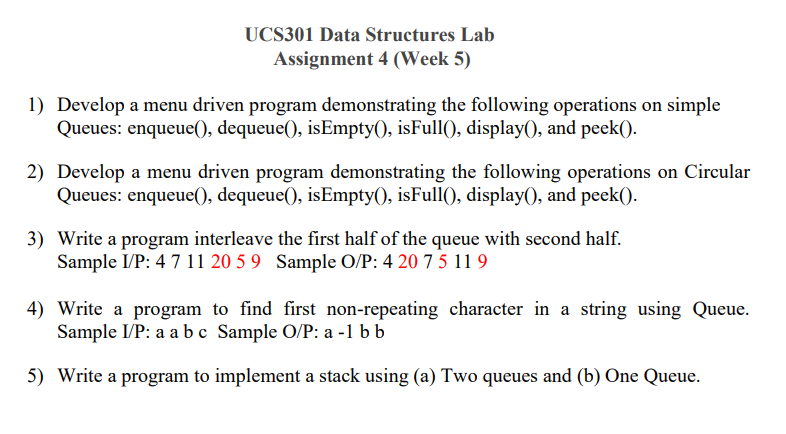 UCS301 Data Structures Lab
Assignment 4 (Week 5)
1) Develop a menu driven program demonstrating the following operations on simple
Queues: enqueue(), dequeue(), isEmpty(), isFull(), display(), and peek().
2) Develop a menu driven program demonstrating the following operations on Circular
Queues: enqueue(), dequeue(), isEmpty(), isFull(), display(), and peek().
3) Write a program interleave the first half of the queue with second half.
Sample I/P: 4 7 11 20 5 9 Sample O/P: 4 20 7 5 11 9
4) Write a program to find first non-repeating character in a string using Queue.
Sample I/P: a a b c Sample O/P: a -1 b b
5) Write a program to implement a stack using (a) Two queues and (b) One Queue.